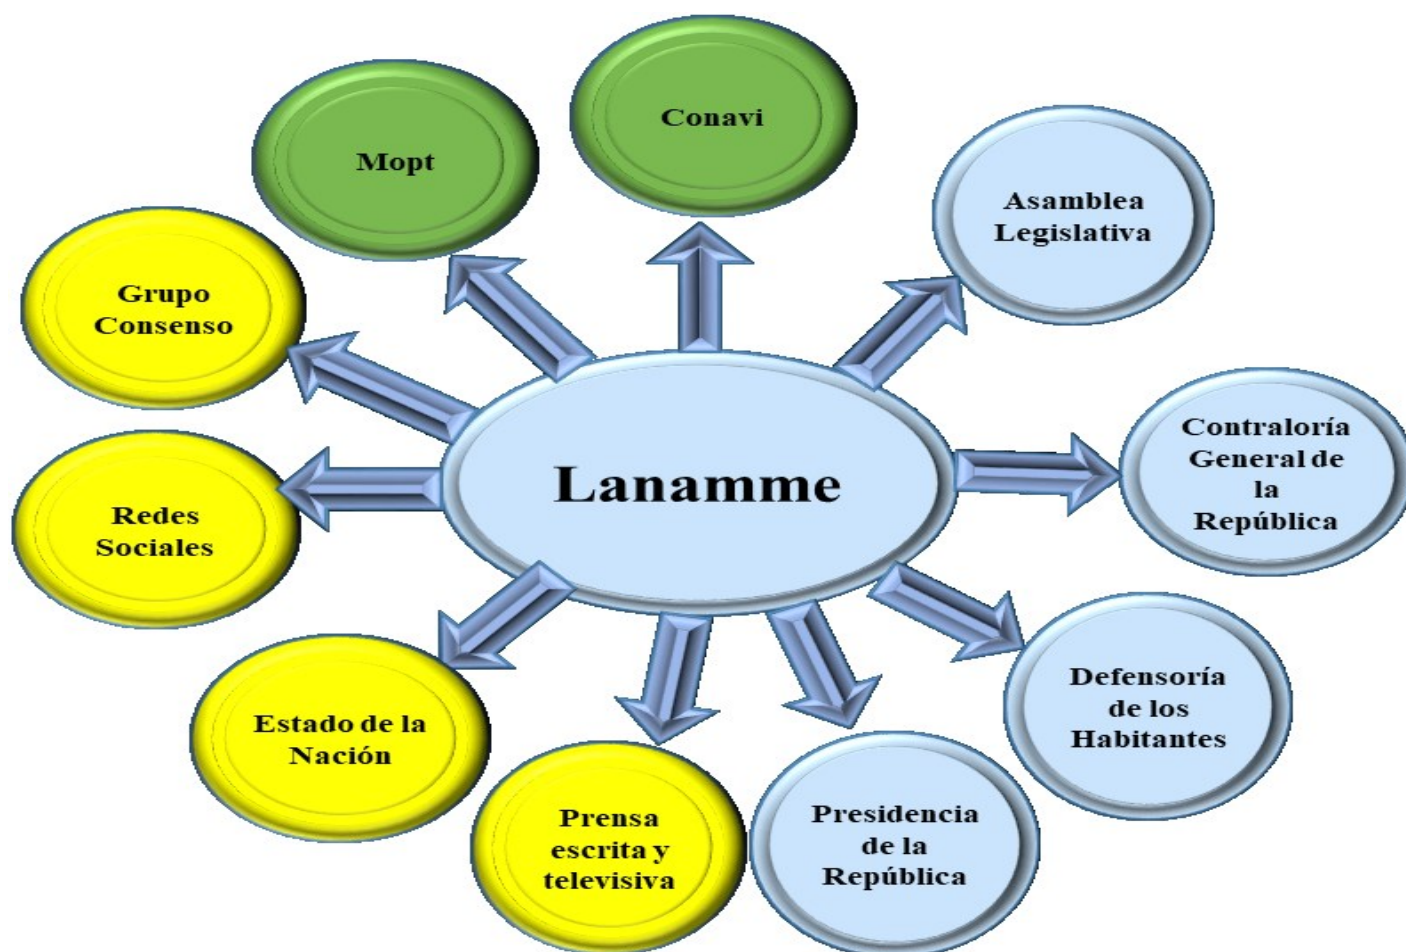 Conavi
Mopt
Asamblea
Legislativa
Grupo
Consenso
Contraloría
General de
la
República
Lanamme
Redes
Sociales
Defensoría
de los
Habitantes
Estado de la
Nación
Prensa
escrita y
televisiva
Presidencia
de la
República